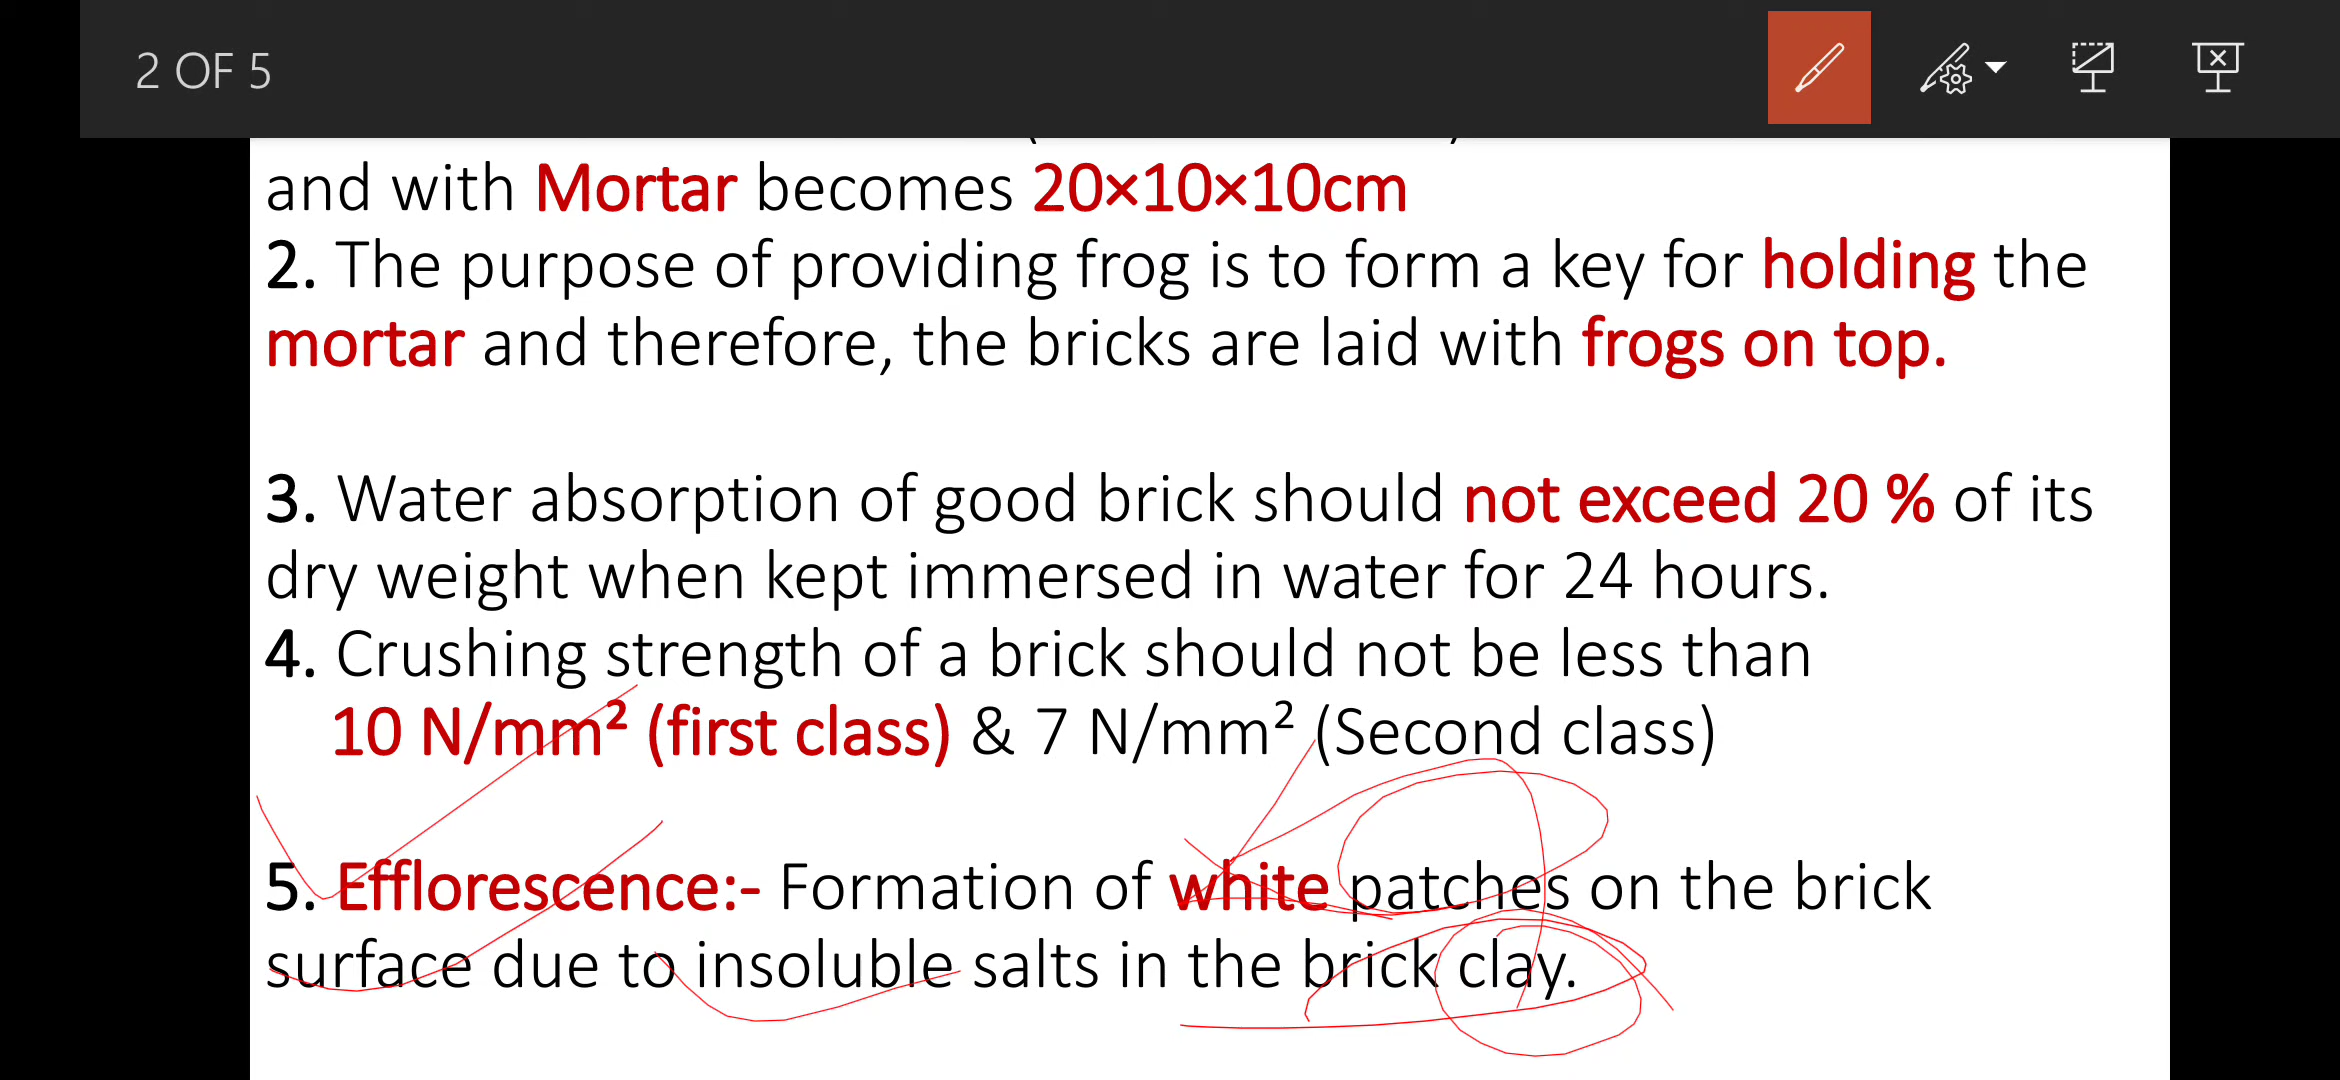 2 OF 5
and with Mortar becomes 20×10×10cm
2. The purpose of providing frog is to form a key for holding the
mortar and therefore, the bricks are laid with frogs on top.
3. Water absorption of good brick should not exceed 20 % of its
dry weight when kept immersed in water for 24 hours.
4. Crushing strength of a brick should not be less than
10 N/mm² (first class) & 7 N/mm² (Second class)
5. Efflorescence:- Formation of white patches on the brick
surface due to insoluble salts in the brick clay.